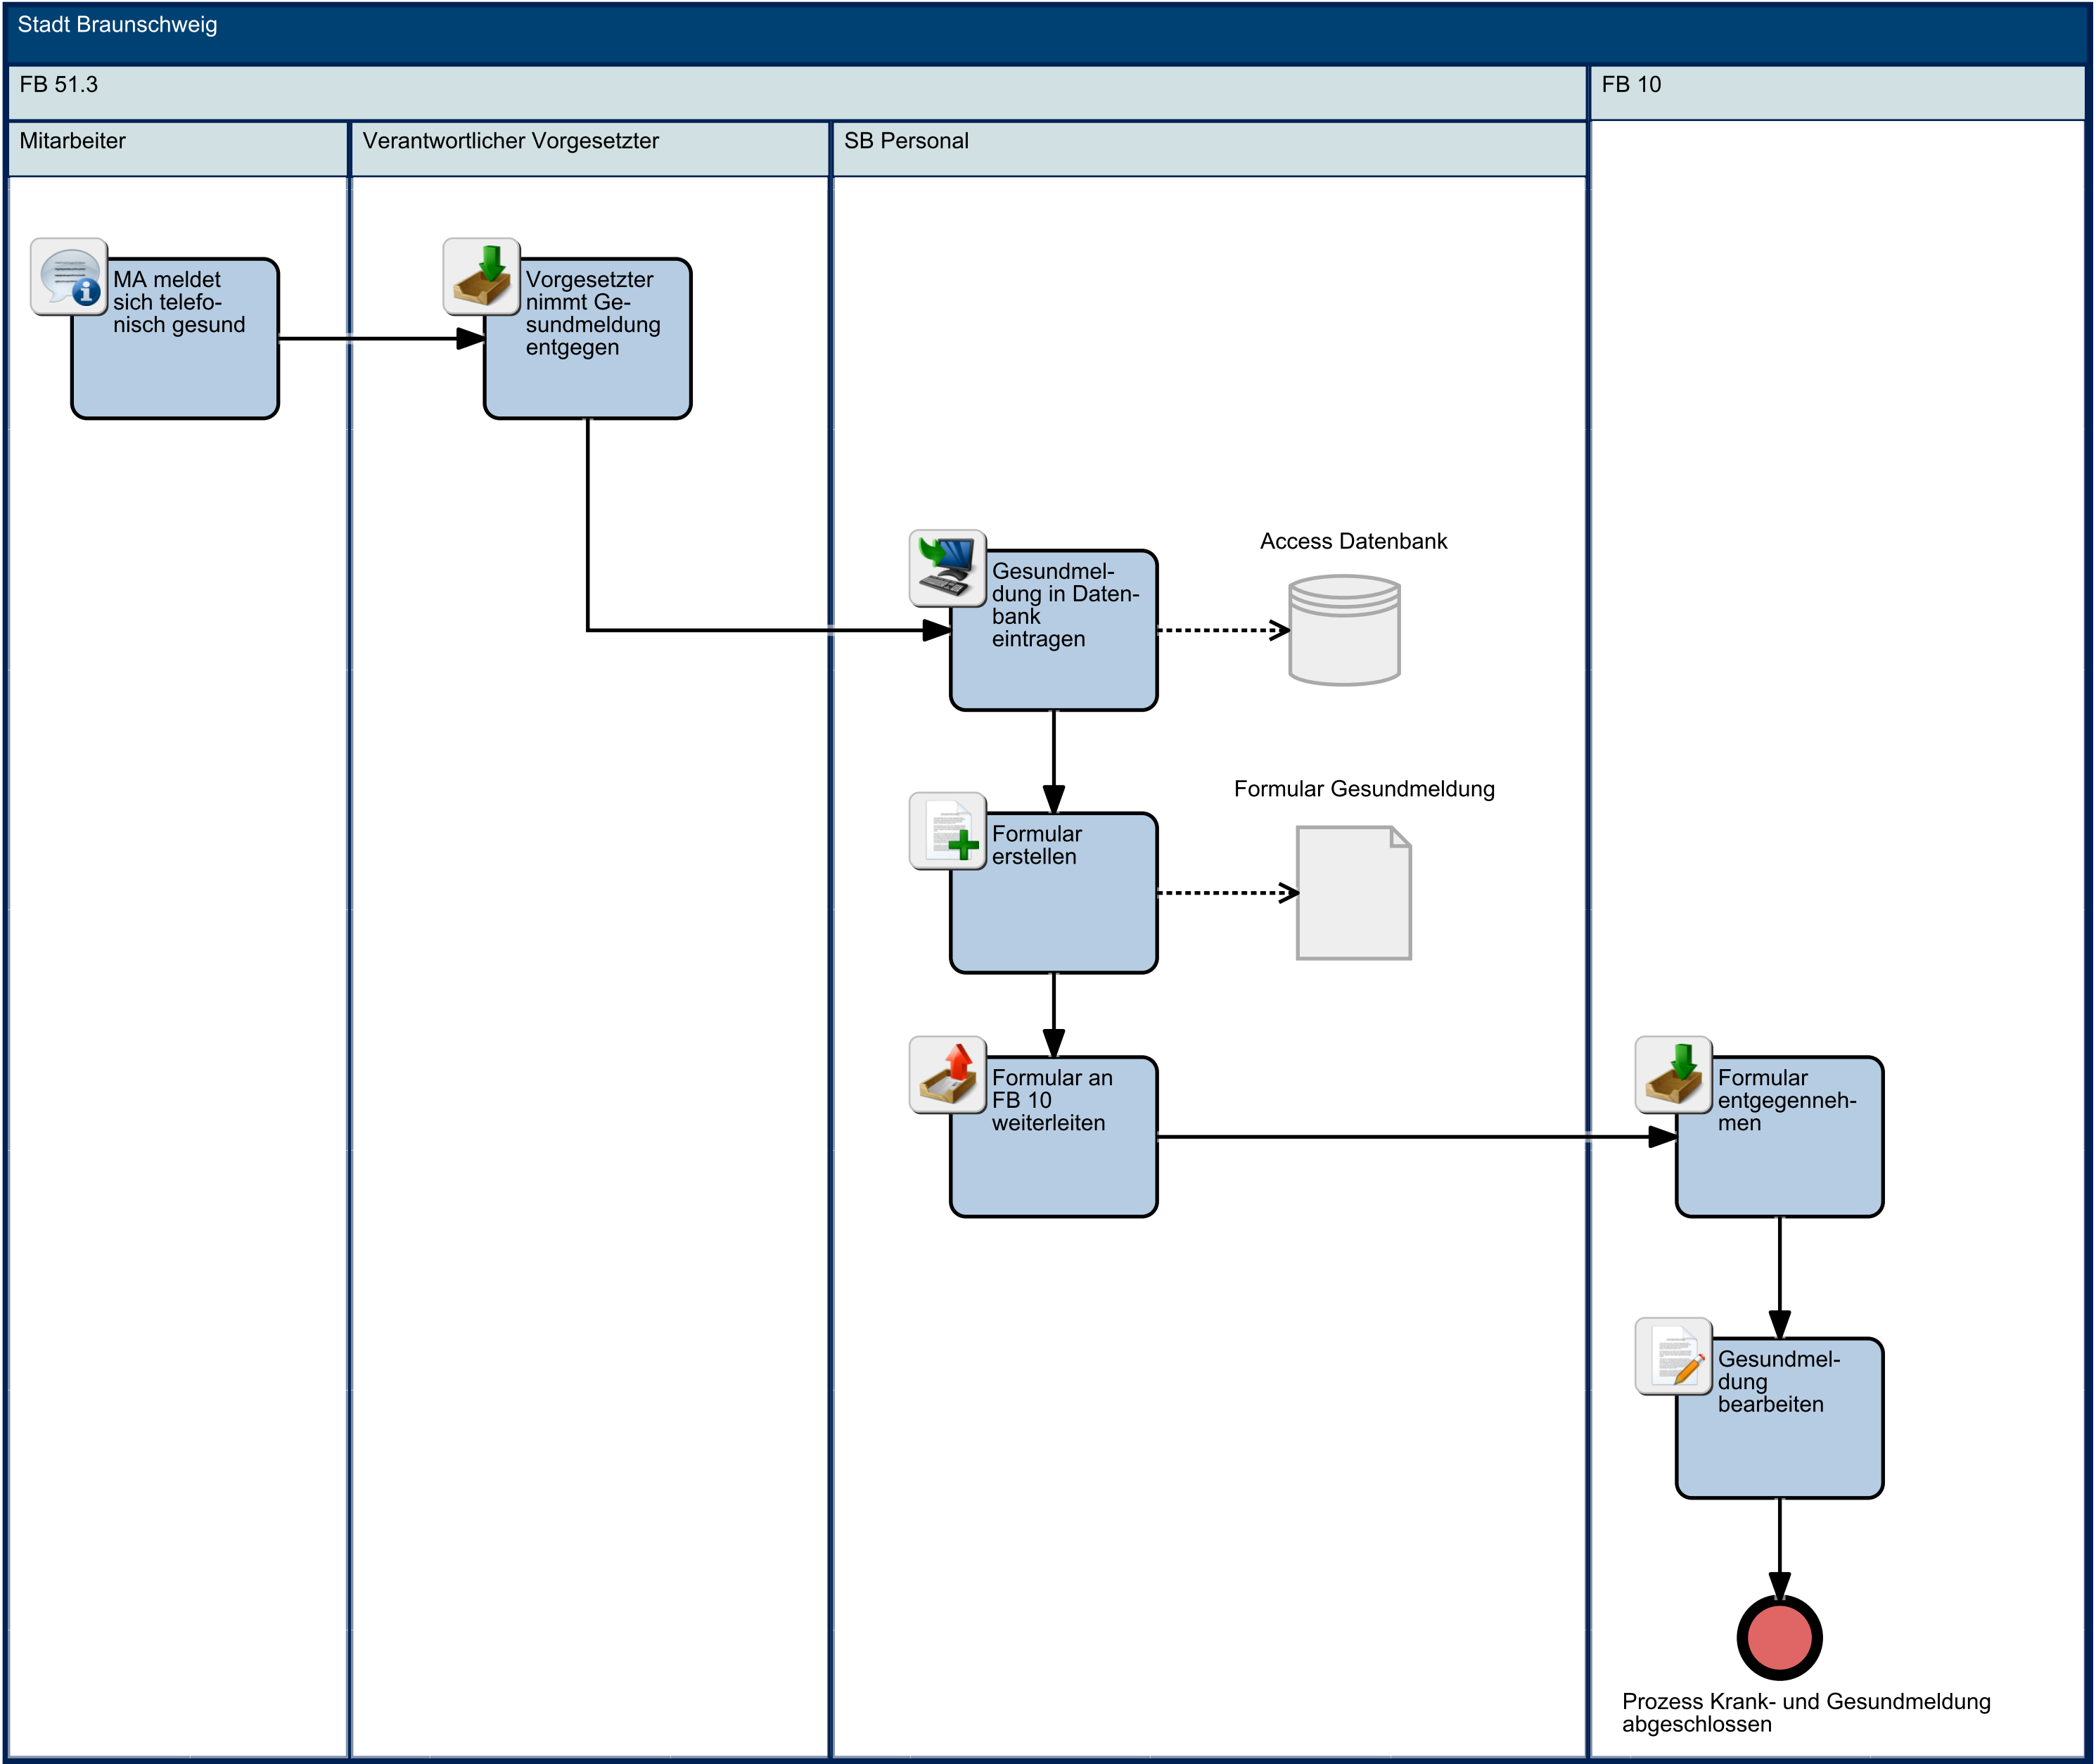 Stadt Braunschweig
FB 51.3
FB 10
Mitarbeiter
Verantwortlicher Vorgesetzter
SB Personal
MA meldet
sich telefo-
nisch gesund
Vorgesetzter
nimmt Ge-
sundmeldung
entgegen
Gesundmel-
dung in Daten-
bank
eintragen
Access Datenbank
Formular
erstellen
Formular Gesundmeldung
Formular an
FB 10
weiterleiten
Formular
entgegenneh-
men
Gesundmel-
dung
bearbeiten
Prozess Krank- und Gesundmeldung
abgeschlossen